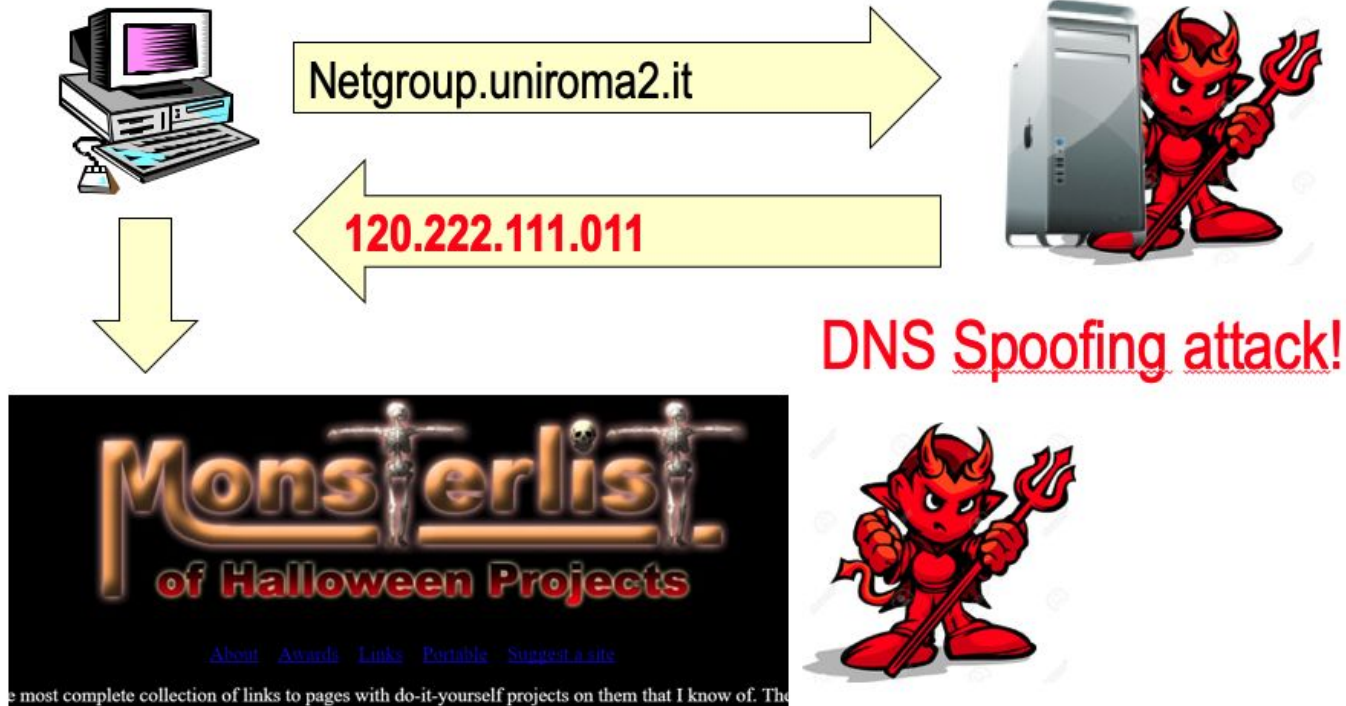 Netgroup.uniroma2.it
120.222.111.011
DNS Spoofing attack!
Monsterlist
of Halloween Projects
About Awards Links Portable Suggest a site
e most complete collection of links to pages with do-it-yourself projects on them that I know of. The